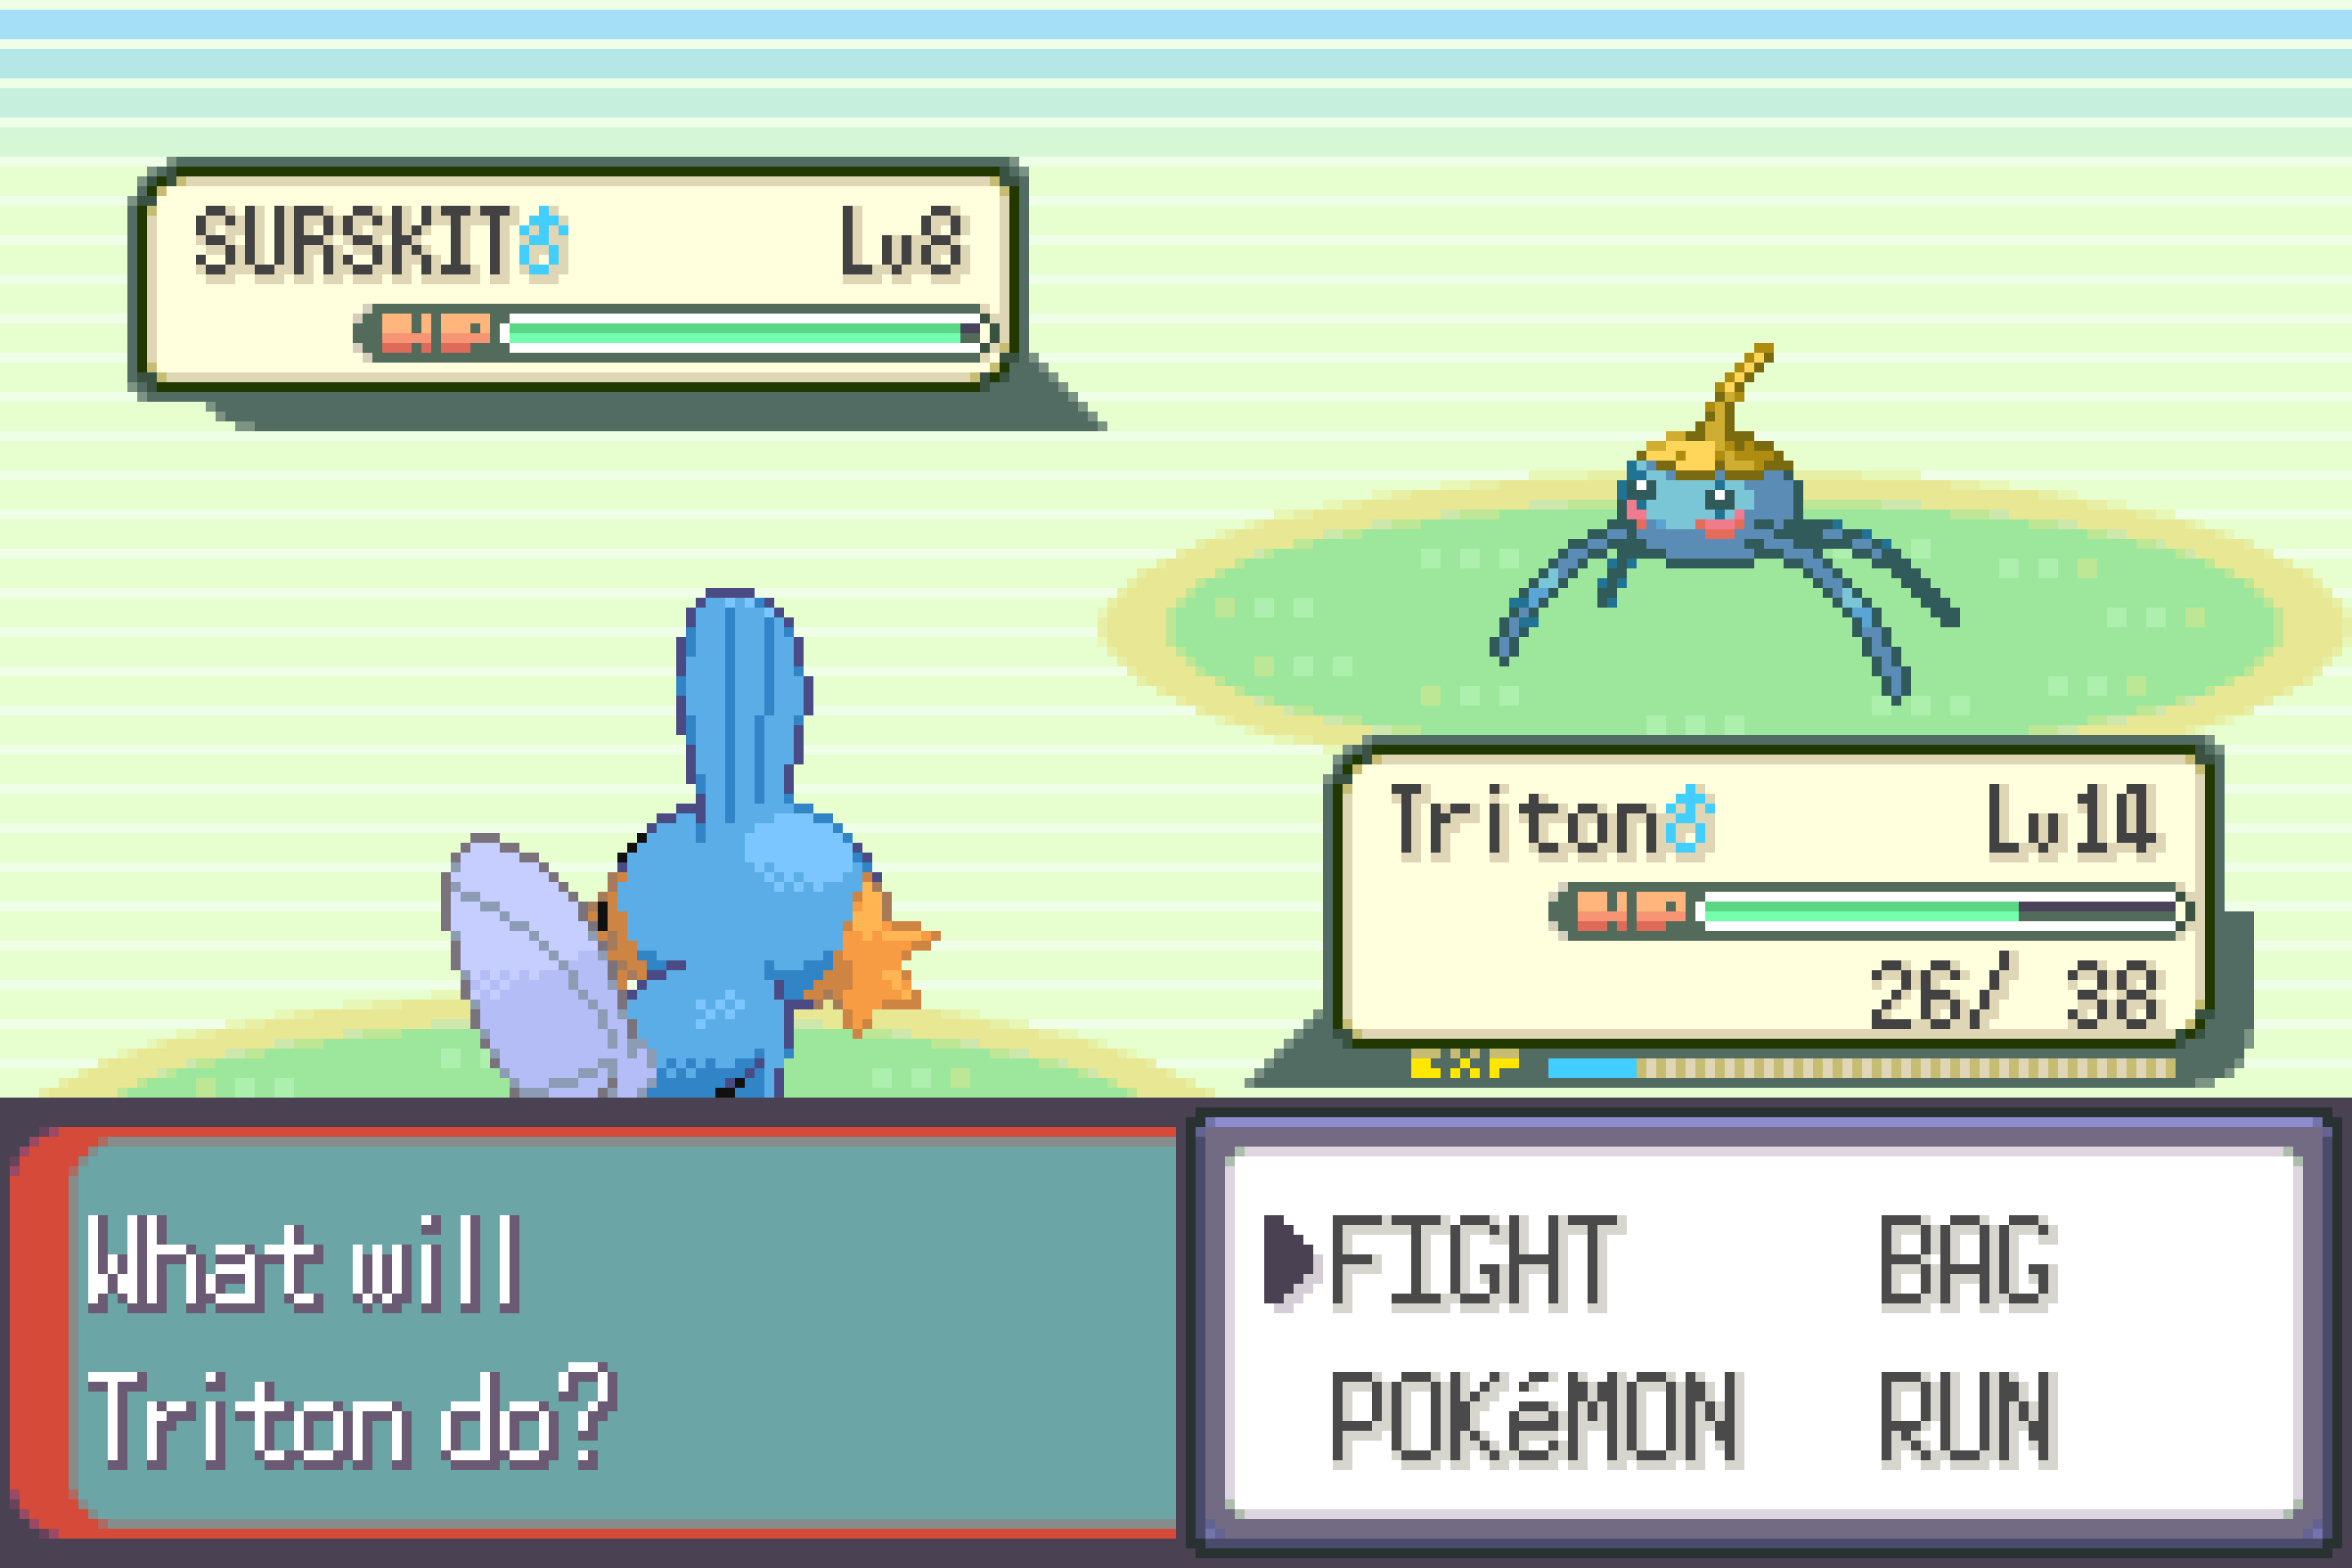 SURSKIT♂ Lv8
HP
Triton♂ Lv14
HP
26/ 38
EXP
What will
Triton do?
FIGHT BAG
POKéMON RUN